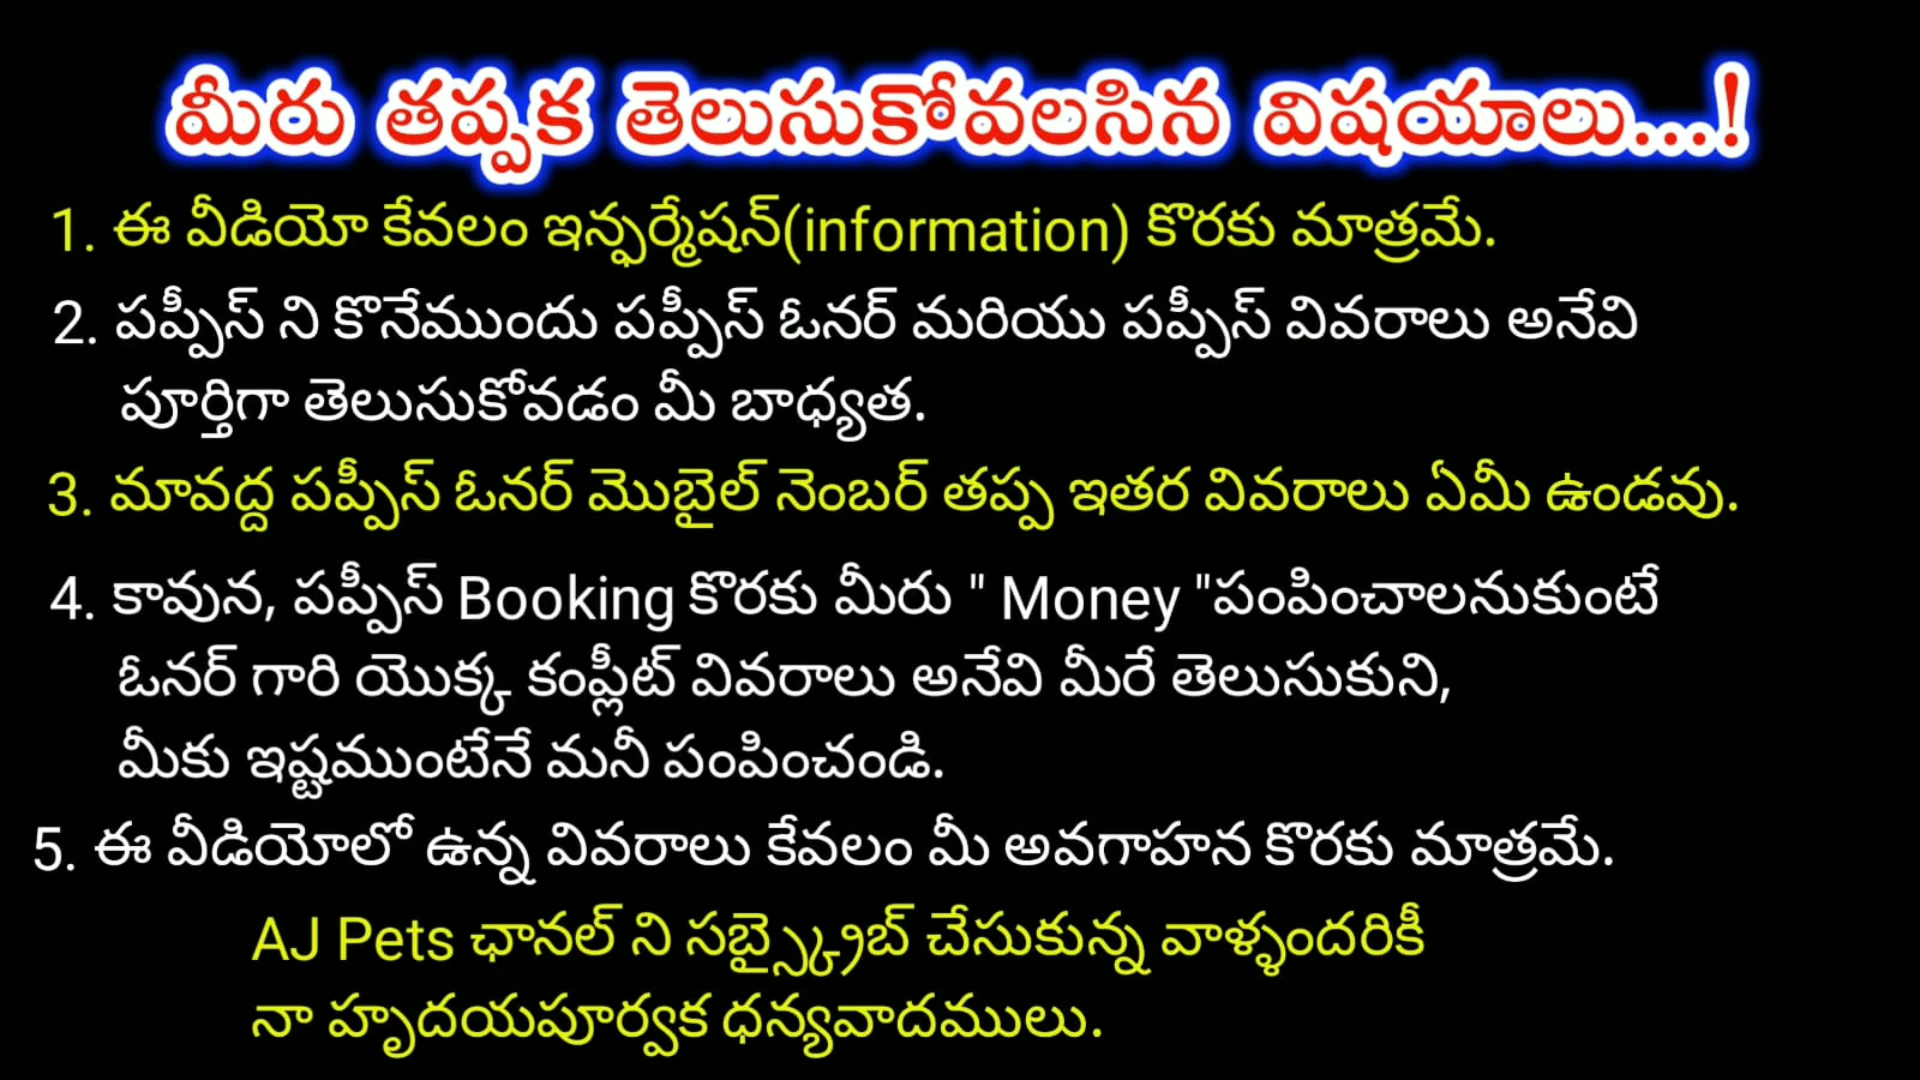 మీరు తప్పక తెలుసుకోవలసిన విషయాలు...!
1. ఈ వీడియో కేవలం ఇన్ఫర్మేషన్(information) కొరకు మాత్రమే.
2. పప్పీస్ ని కొనేముందు పప్పీస్ ఓనర్ మరియు పప్పీస్ వివరాలు అనేవి
పూర్తిగా తెలుసుకోవడం మీ బాధ్యత.
3. మావద్ద పప్పీస్ ఓనర్ మొబైల్ నెంబర్ తప్ప ఇతర వివరాలు ఏమీ ఉండవు.
4. కావున, పప్పీస్ Booking కొరకు మీరు " Money "పంపించాలనుకుంటే
ఓనర్ గారి యొక్క కంప్లీట్ వివరాలు అనేవి మీరే తెలుసుకుని,
మీకు ఇష్టముంటేనే మనీ పంపించండి.
5. ఈ వీడియోలో ఉన్న వివరాలు కేవలం మీ అవగాహన కొరకు మాత్రమే.
AJ Pets ఛానల్ ని సబ్స్క్రైబ్ చేసుకున్న వాళ్ళందరికీ
నా హృదయపూర్వక ధన్యవాదములు.